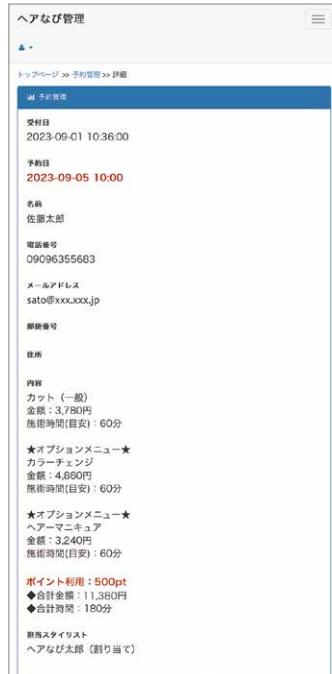 ヘアなび管理
トップページ >> 予約管理 >> 詳細
予約管理
受付日
2023-09-01 10:36:00
予約日
2023-09-05 10:00
名前
佐藤太郎
電話番号
09096355683
メールアドレス
sato@xxx.xxx.jp
郵便番号
住所
内容
カット（一般）
金額：3,780円
施術時間(目安)：60分
★オプションメニュー★
カラーチェンジ
金額：4,860円
施術時間(目安)：60分
★オプションメニュー★
ヘアーマニキュア
金額：3,240円
施術時間(目安)：60分
ポイント利用：500pt
◆合計金額：11,380円
◆合計時間：180分
担当スタイリスト
ヘアなび太郎（割り当て）